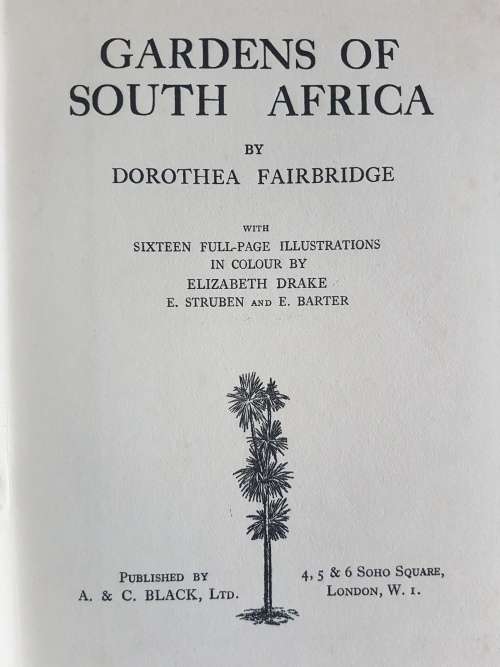 GARDENS OF
SOUTH AFRICA
BY
DOROTHEA FAIRBRIDGE
WITH
SIXTEEN FULL-PAGE ILLUSTRATIONS
IN COLOUR BY
ELIZABETH DRAKE
E. STRUBEN AND E. BARTER
PUBLISHED BY
A. & C. BLACK, LTD.
4, 5 & 6 SOHO SQUARE,
LONDON, W. 1.